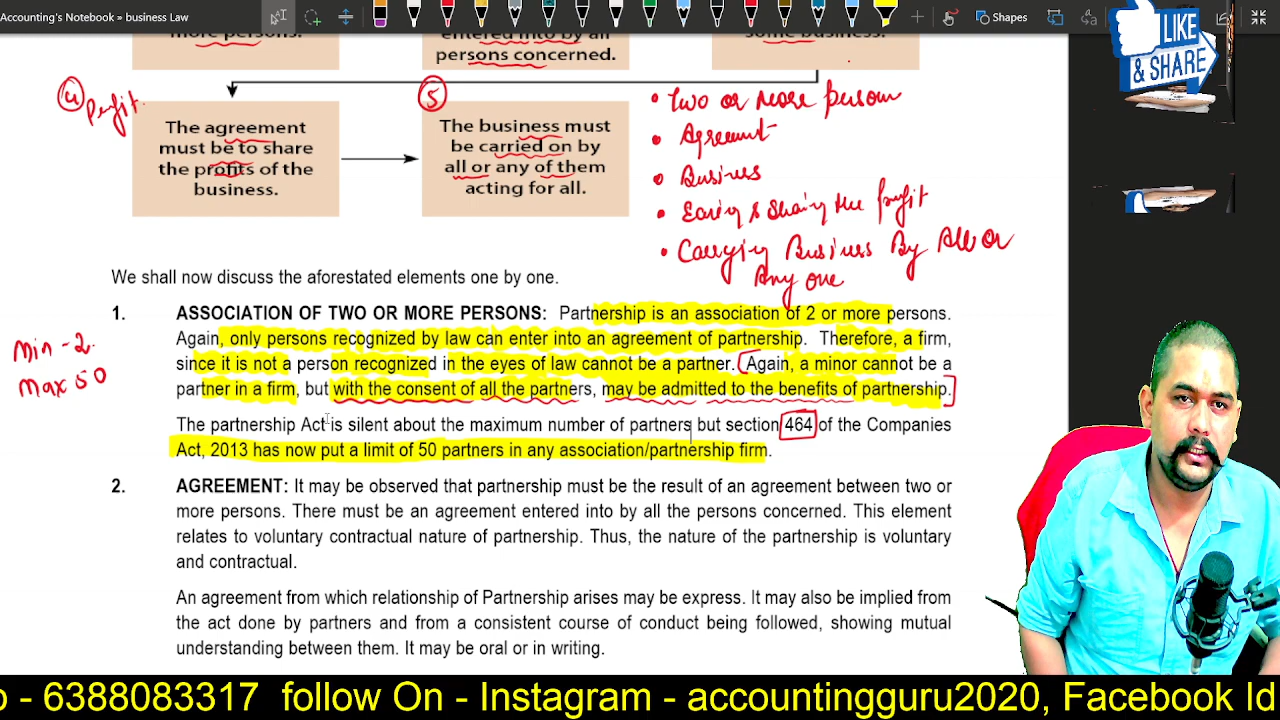 Accounting's Notebook » business Law
Shapes
LIKE
& SHARE
more persons.
entered into by all
persons concerned.
some business.
4
Profit.
5
The agreement
must be to share
the profits of the
business.
The business must
be carried on by
all or any of them
acting for all.
• Two or more person
• Agreement
• Business
• & the profit
• Carrying Business By All or
Any one
We shall now discuss the aforestated elements one by one.
1. ASSOCIATION OF TWO OR MORE PERSONS: Partnership is an association of 2 or more persons.
Again, only persons recognized by law can enter into an agreement of partnership. Therefore, a firm,
since it is not a person recognized in the eyes of law cannot be a partner. (Again, a minor cannot be a
partner in a firm, but with the consent of all the partners, may be admitted to the benefits of partnership.]
Min - 2.
Max 50
The partnership Act is silent about the maximum number of partners but section 464 of the Companies
Act, 2013 has now put a limit of 50 partners in any association/partnership firm.
2. AGREEMENT: It may be observed that partnership must be the result of an agreement between two or
more persons. There must be an agreement entered into by all the persons concerned. This element
relates to voluntary contractual nature of partnership. Thus, the nature of the partnership is voluntary
and contractual.
An agreement from which relationship of Partnership arises may be express. It may also be implied from
the act done by partners and from a consistent course of conduct being followed, showing mutual
understanding between them. It may be oral or in writing.
o - 6388083317 follow On - Instagram - accountingguru2020, Facebook Id